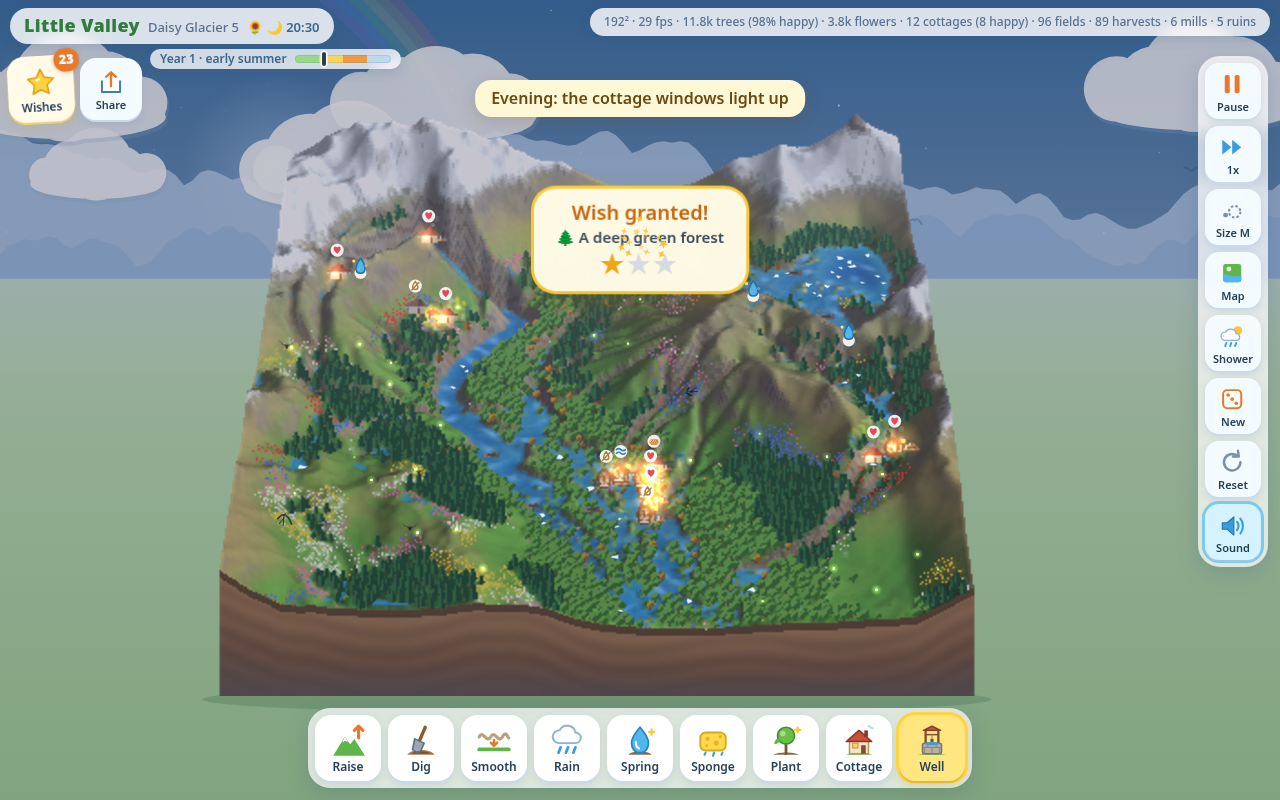 Little Valley Daisy Glacier 5 20:30
192² · 29 fps · 11.8k trees (98% happy) · 3.8k flowers · 12 cottages (8 happy) · 96 fields · 89 harvests · 6 mills · 5 ruins
Year 1 · early summer
23
Wishes
Share
Evening: the cottage windows light up
Wish granted!
A deep green forest
Pause
1x
Size M
Map
Shower
New
Reset
Sound
Raise
Dig
Smooth
Rain
Spring
Sponge
Plant
Cottage
Well